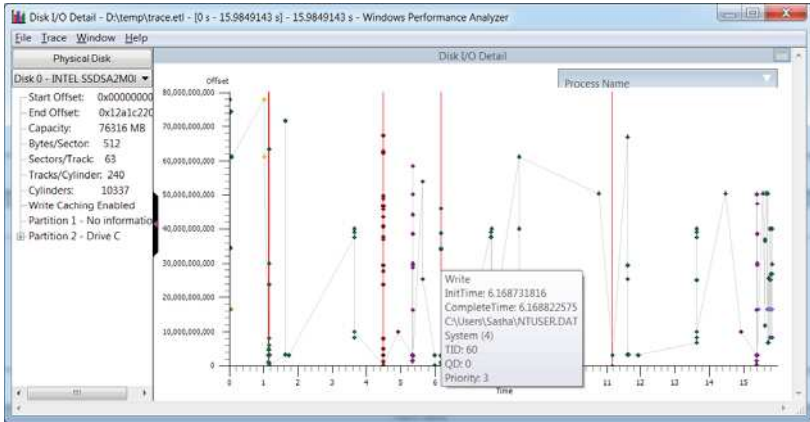 Disk I/O Detail - D:\temp\trace.etl - [0 s - 15.9849143 s] - 15.9849143 s - Windows Performance Analyzer
File Trace Window Help
Physical Disk
Disk 0 - INTEL SSDSA2M0
Start Offset: 0x00000000
End Offset: 0x12a1c220
Capacity: 76316 MB
Bytes/Sector: 512
Sectors/Track: 63
Tracks/Cylinder: 240
Cylinders: 10337
Write Caching Enabled
Partition 1 - No informatio
Partition 2 - Drive C
Disk I/O Detail
Process Name
Offset
80,000,000,000
70,000,000,000
60,000,000,000
50,000,000,000
40,000,000,000
30,000,000,000
20,000,000,000
10,000,000,000
0
Write
InitTime: 6.168731816
CompleteTime: 6.168822575
C:\Users\Sasha\NTUSER.DAT
System (4)
TID: 60
QD: 0
Priority: 3
0 1 2 3 4 5 6 11 12 13 14 15
Time